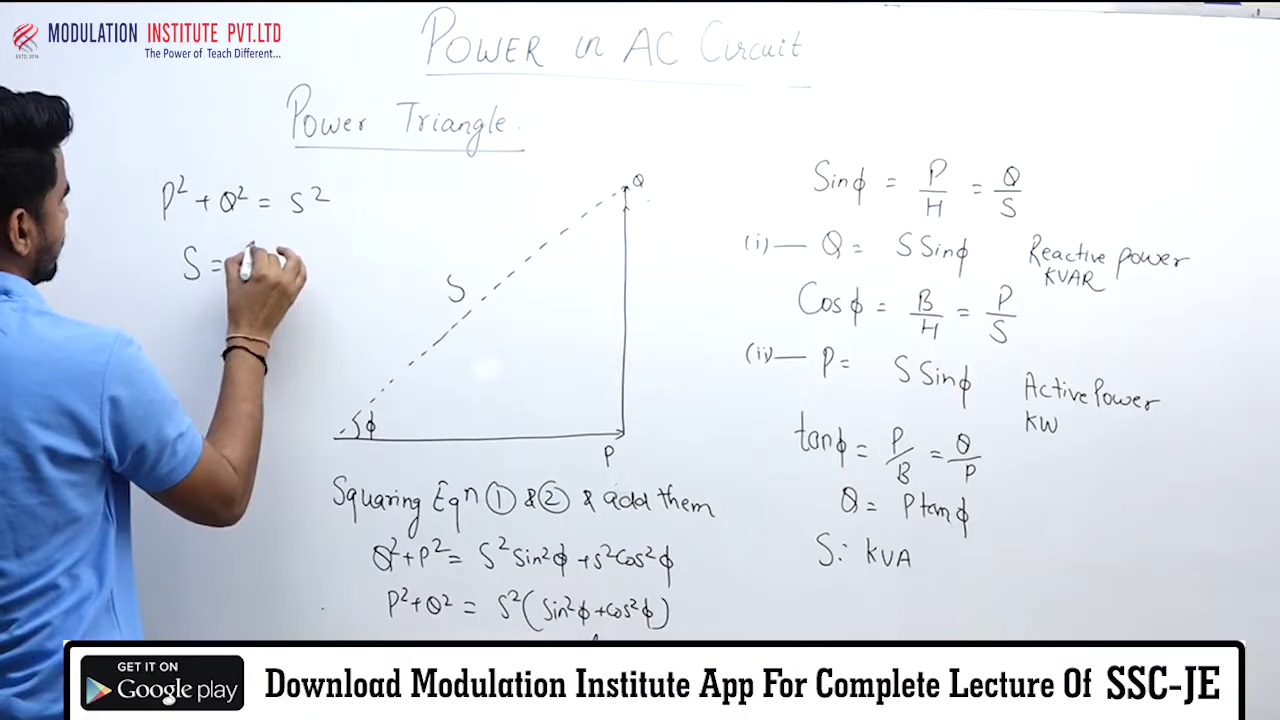 MODULATION INSTITUTE PVT.LTD
The Power of Teach Different...
ESTD. 2014
POWER in AC Circuit
Power Triangle.
P² + Q² = S²
S =
Q
S
ϕ
P
Sinϕ = P/H = Q/S
(i) — Q = S Sinϕ Reactive power
KVAR
Cosϕ = B/H = P/S
(ii) — P = S Sinϕ Active Power
KW
tanϕ = P/B = Q/P
Q = P tanϕ
S: KVA
Squaring Eqn ① & ② & add them
Q² + P² = S² Sin²ϕ + S² Cos²ϕ
P² + Q² = S² (Sin²ϕ + Cos²ϕ)
GET IT ON
Google play
Download Modulation Institute App For Complete Lecture Of SSC-JE